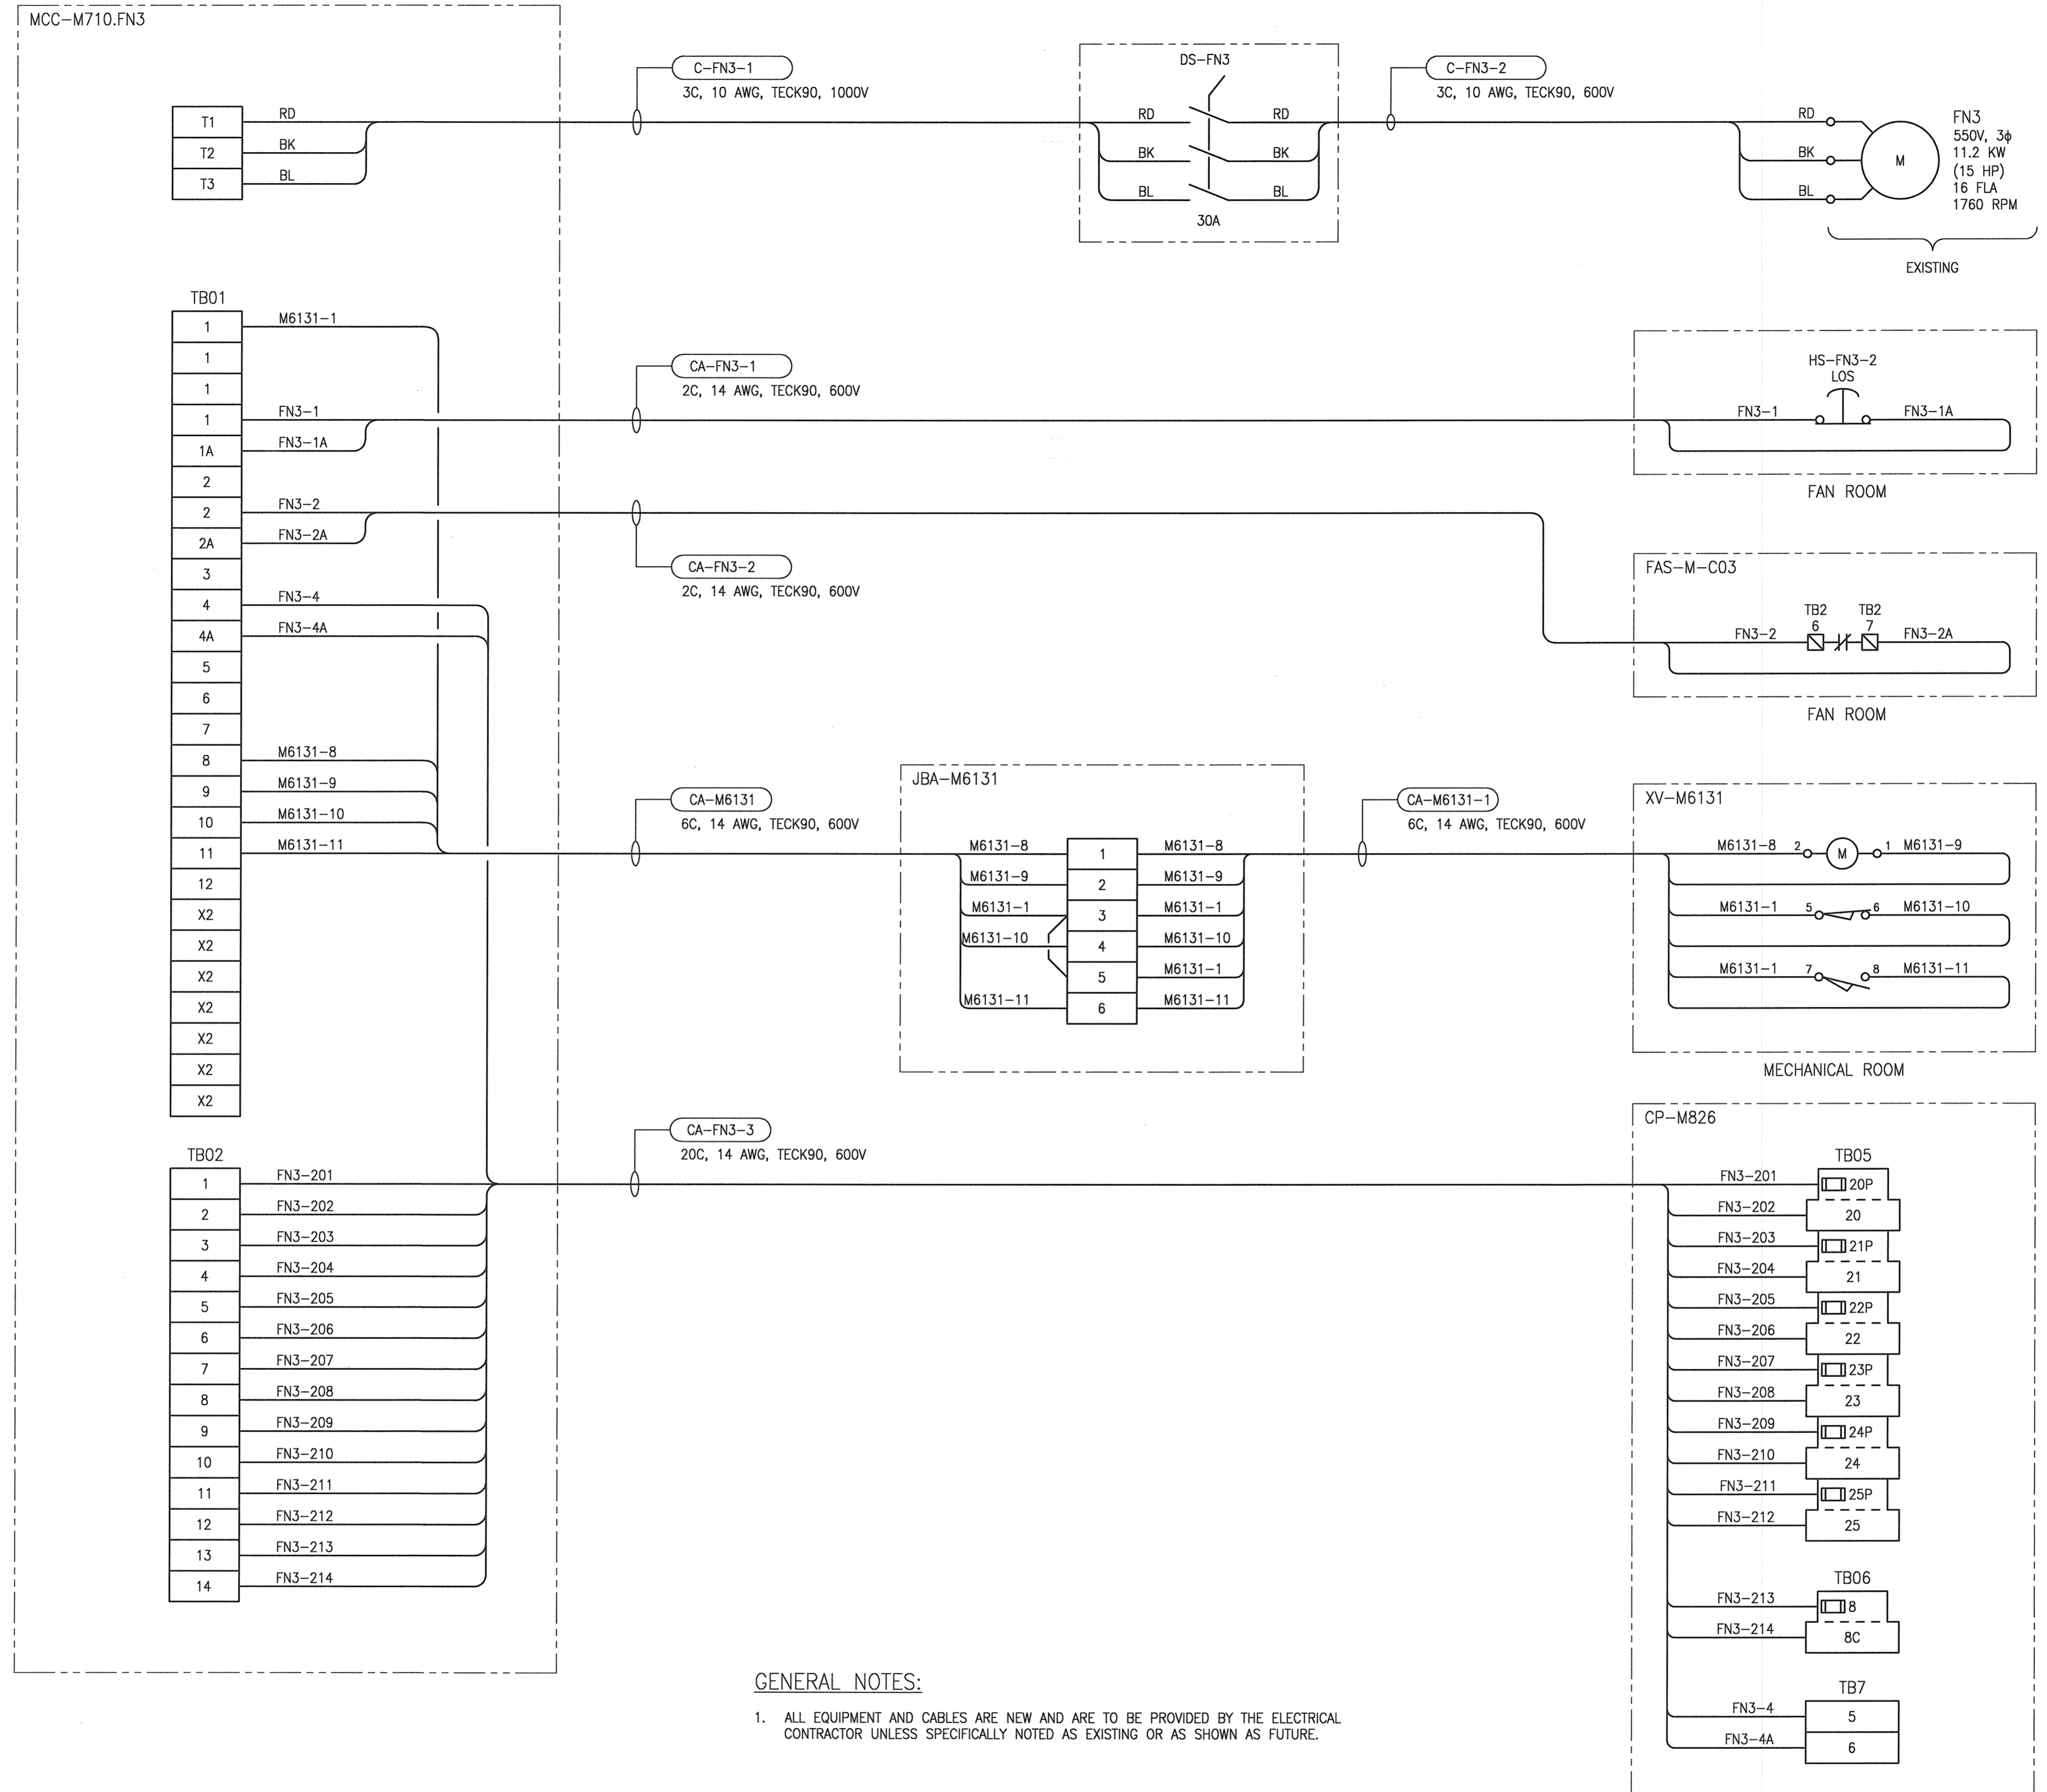 MCC-M710.FN3
T1
T2
T3
RD
BK
BL
C-FN3-1
3C, 10 AWG, TECK90, 1000V
DS-FN3
RD
BK
BL
RD
BK
BL
30A
C-FN3-2
3C, 10 AWG, TECK90, 600V
RD
BK
BL
M
FN3
550V, 3ϕ
11.2 KW
(15 HP)
16 FLA
1760 RPM
EXISTING
TB01
1 M6131-1
1
1
1 FN3-1
1A FN3-1A
2
2 FN3-2
2A FN3-2A
3
4 FN3-4
4A FN3-4A
5
6
7
8 M6131-8
9 M6131-9
10 M6131-10
11 M6131-11
12
X2
X2
X2
X2
X2
X2
X2
CA-FN3-1
2C, 14 AWG, TECK90, 600V
HS-FN3-2
LOS
FN3-1 FN3-1A
FAN ROOM
CA-FN3-2
2C, 14 AWG, TECK90, 600V
FAS-M-C03
TB2 TB2
6 7
FN3-2 FN3-2A
FAN ROOM
CA-M6131
6C, 14 AWG, TECK90, 600V
JBA-M6131
M6131-8 1 M6131-8
M6131-9 2 M6131-9
M6131-1 3 M6131-1
M6131-10 4 M6131-10
5 M6131-1
M6131-11 6 M6131-11
CA-M6131-1
6C, 14 AWG, TECK90, 600V
XV-M6131
M6131-8 2 M 1 M6131-9
M6131-1 5 6 M6131-10
M6131-1 7 8 M6131-11
MECHANICAL ROOM
CA-FN3-3
20C, 14 AWG, TECK90, 600V
TB02
1 FN3-201
2 FN3-202
3 FN3-203
4 FN3-204
5 FN3-205
6 FN3-206
7 FN3-207
8 FN3-208
9 FN3-209
10 FN3-210
11 FN3-211
12 FN3-212
13 FN3-213
14 FN3-214
CP-M826
TB05
FN3-201 20P
FN3-202 20
FN3-203 21P
FN3-204 21
FN3-205 22P
FN3-206 22
FN3-207 23P
FN3-208 23
FN3-209 24P
FN3-210 24
FN3-211 25P
FN3-212 25
TB06
FN3-213 8
FN3-214 8C
TB7
FN3-4 5
FN3-4A 6
GENERAL NOTES:
1. ALL EQUIPMENT AND CABLES ARE NEW AND ARE TO BE PROVIDED BY THE ELECTRICAL
CONTRACTOR UNLESS SPECIFICALLY NOTED AS EXISTING OR AS SHOWN AS FUTURE.